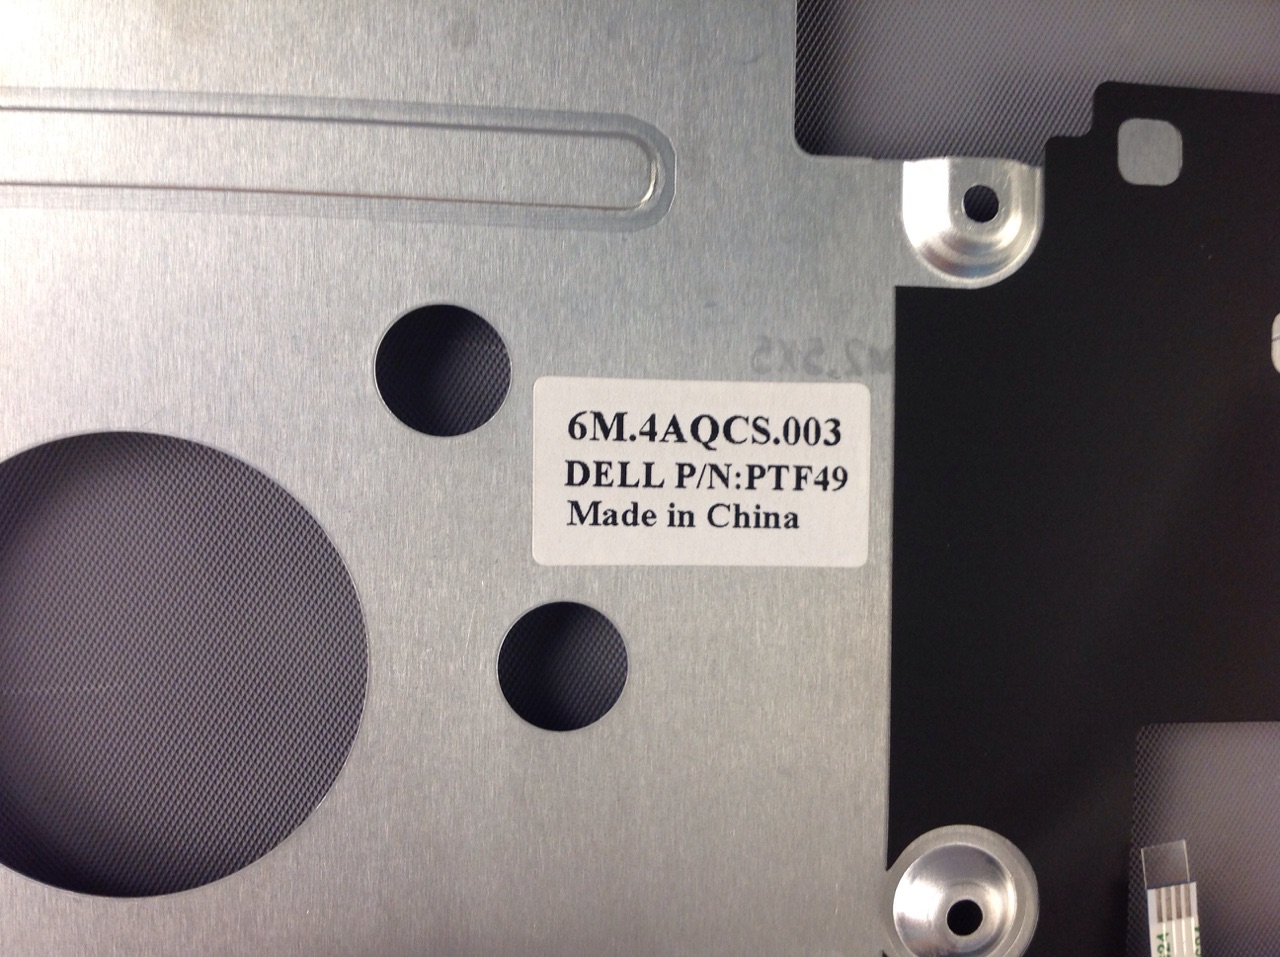 6M.4AQCS.003
DELL P/N:PTF49
Made in China